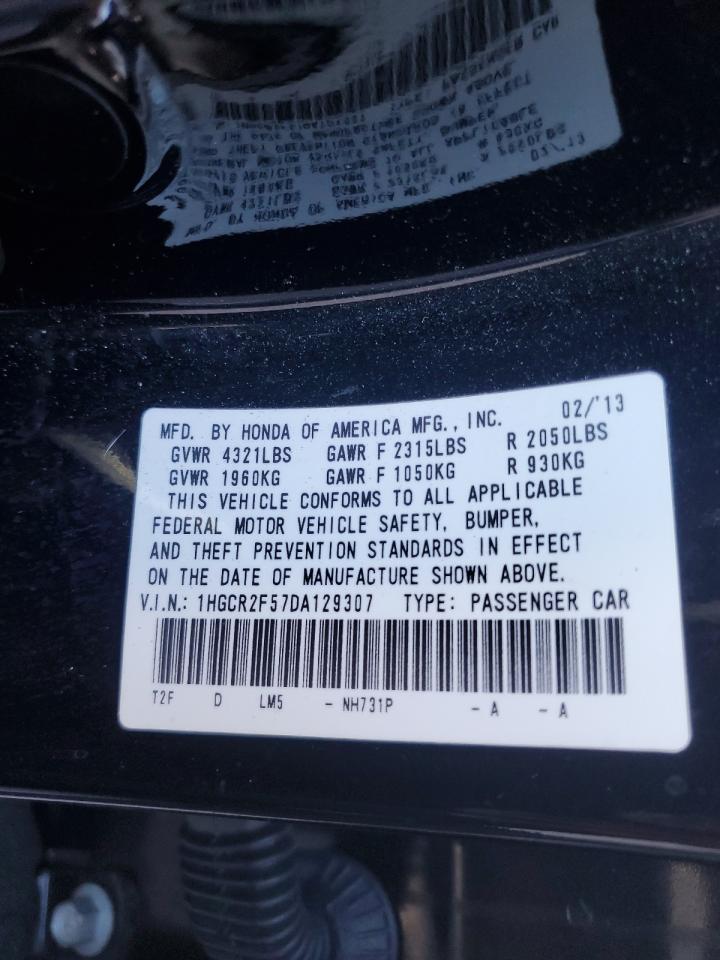 MFD. BY HONDA OF AMERICA MFG., INC. 02/'13
GVWR 4321LBS GAWR F 2315LBS R 2050LBS
GVWR 1960KG GAWR F 1050KG R 930KG
THIS VEHICLE CONFORMS TO ALL APPLICABLE
FEDERAL MOTOR VEHICLE SAFETY, BUMPER,
AND THEFT PREVENTION STANDARDS IN EFFECT
ON THE DATE OF MANUFACTURE SHOWN ABOVE.
V.I.N.: 1HGCR2F57DA129307 TYPE: PASSENGER CAR
T2F D LM5 - NH731P - A - A